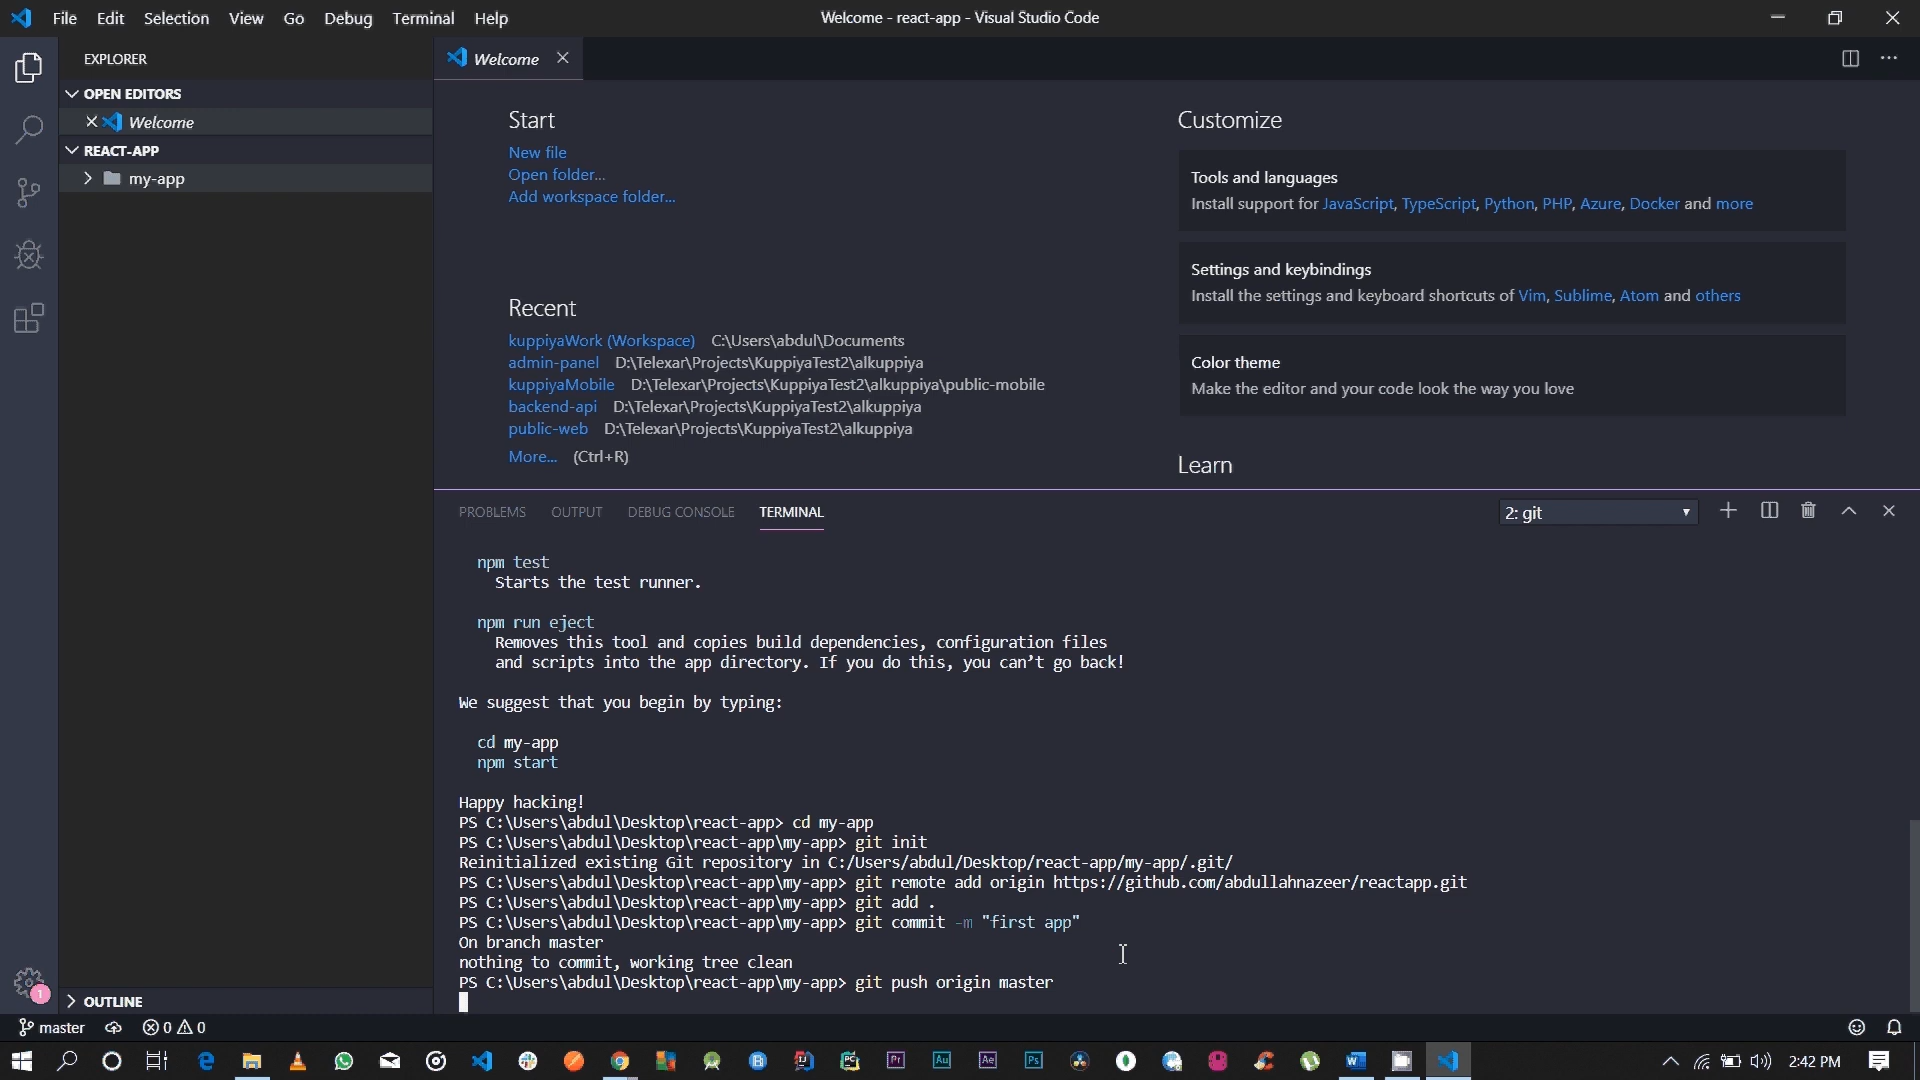 File Edit Selection View Go Debug Terminal Help
Welcome - react-app - Visual Studio Code
EXPLORER
OPEN EDITORS
Welcome
REACT-APP
my-app
OUTLINE
Welcome
Start
New file
Open folder...
Add workspace folder...
Recent
kuppiyaWork (Workspace) C:\Users\abdul\Documents
admin-panel D:\Telexar\Projects\KuppiyaTest2\alkuppiya
kuppiyaMobile D:\Telexar\Projects\KuppiyaTest2\alkuppiya\public-mobile
backend-api D:\Telexar\Projects\KuppiyaTest2\alkuppiya
public-web D:\Telexar\Projects\KuppiyaTest2\alkuppiya
More... (Ctrl+R)
Customize
Tools and languages
Install support for JavaScript, TypeScript, Python, PHP, Azure, Docker and more
Settings and keybindings
Install the settings and keyboard shortcuts of Vim, Sublime, Atom and others
Color theme
Make the editor and your code look the way you love
Learn
PROBLEMS OUTPUT DEBUG CONSOLE TERMINAL
2: git
npm test
Starts the test runner.
npm run eject
Removes this tool and copies build dependencies, configuration files
and scripts into the app directory. If you do this, you can’t go back!
We suggest that you begin by typing:
cd my-app
npm start
Happy hacking!
PS C:\Users\abdul\Desktop\react-app> cd my-app
PS C:\Users\abdul\Desktop\react-app\my-app> git init
Reinitialized existing Git repository in C:/Users/abdul/Desktop/react-app/my-app/.git/
PS C:\Users\abdul\Desktop\react-app\my-app> git remote add origin https://github.com/abdullahnazeer/reactapp.git
PS C:\Users\abdul\Desktop\react-app\my-app> git add .
PS C:\Users\abdul\Desktop\react-app\my-app> git commit -m "first app"
On branch master
nothing to commit, working tree clean
PS C:\Users\abdul\Desktop\react-app\my-app> git push origin master
1
master 0 0
Pr Au Ae Ps
2:42 PM